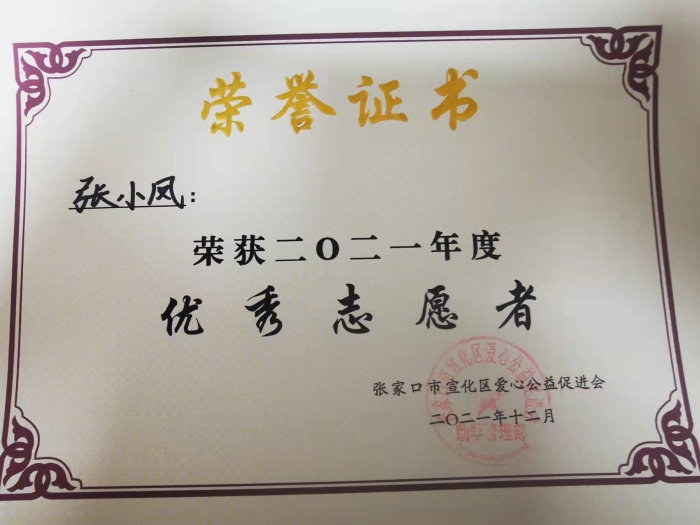 荣誉证书
张小凤：
荣获二〇二一年度
优秀志愿者
张家口市宣化区爱心公益促进会
二〇二一年十二月